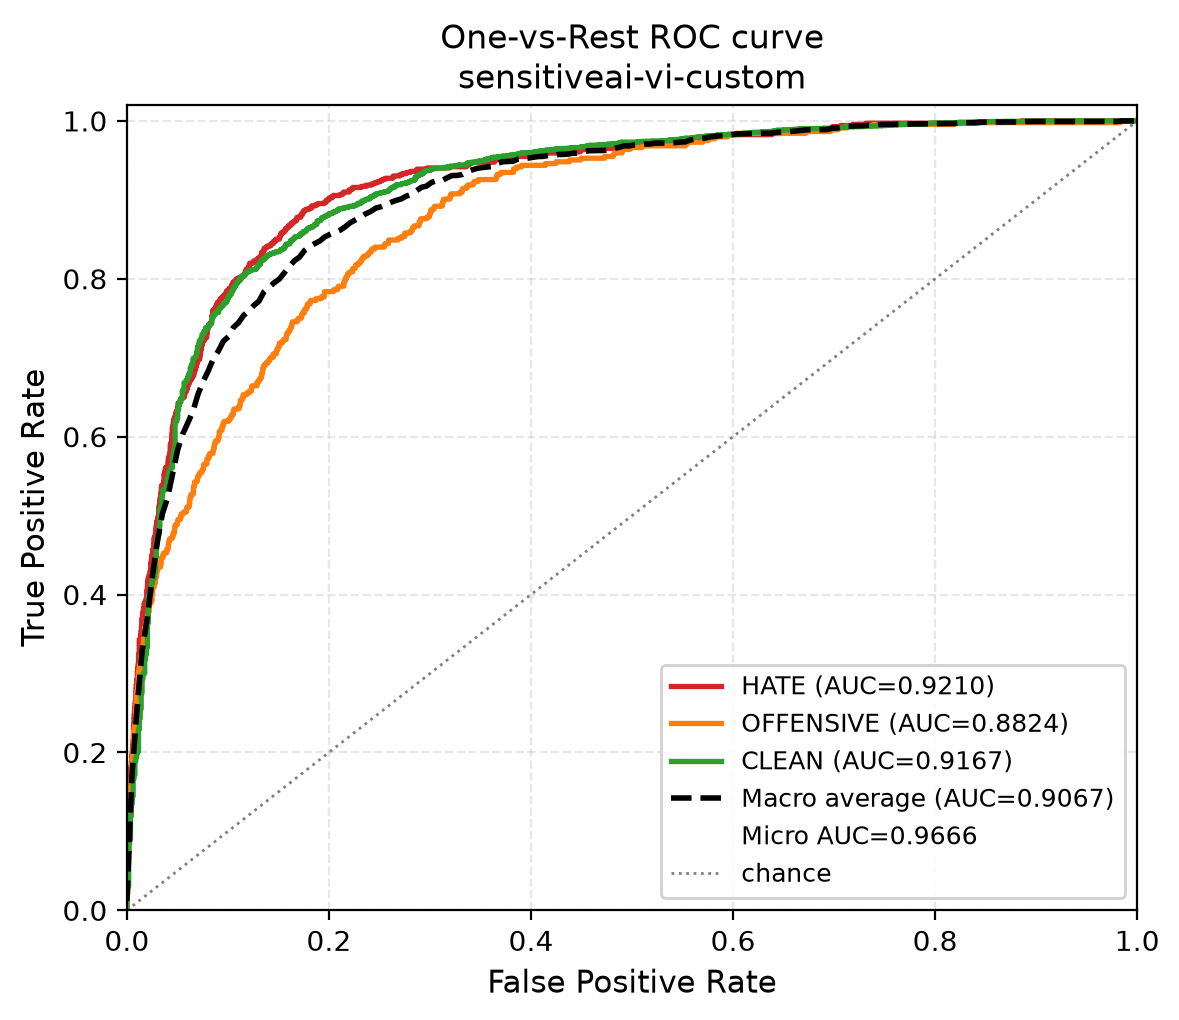 One-vs-Rest ROC curve
sensitiveai-vi-custom
1.0
0.8
0.6
0.4
0.2
0.0
True Positive Rate
HATE (AUC=0.9210)
OFFENSIVE (AUC=0.8824)
CLEAN (AUC=0.9167)
Macro average (AUC=0.9067)
Micro AUC=0.9666
chance
0.0 0.2 0.4 0.6 0.8 1.0
False Positive Rate